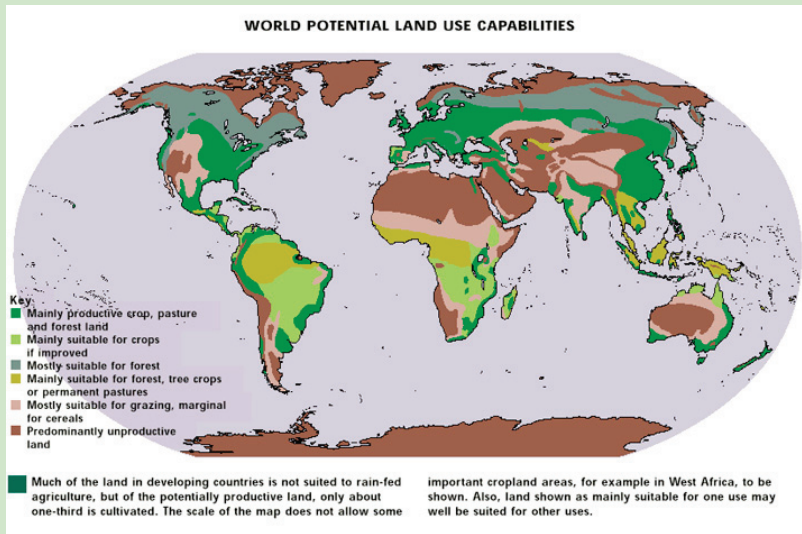 WORLD POTENTIAL LAND USE CAPABILITIES
Key
Mainly productive crop, pasture
and forest land
Mainly suitable for crops
if improved
Mostly suitable for forest
Mainly suitable for forest, tree crops
or permanent pastures
Mostly suitable for grazing, marginal
for cereals
Predominantly unproductive
land
Much of the land in developing countries is not suited to rain-fed
agriculture, but of the potentially productive land, only about
one-third is cultivated. The scale of the map does not allow some
important cropland areas, for example in West Africa, to be
shown. Also, land shown as mainly suitable for one use may
well be suited for other uses.